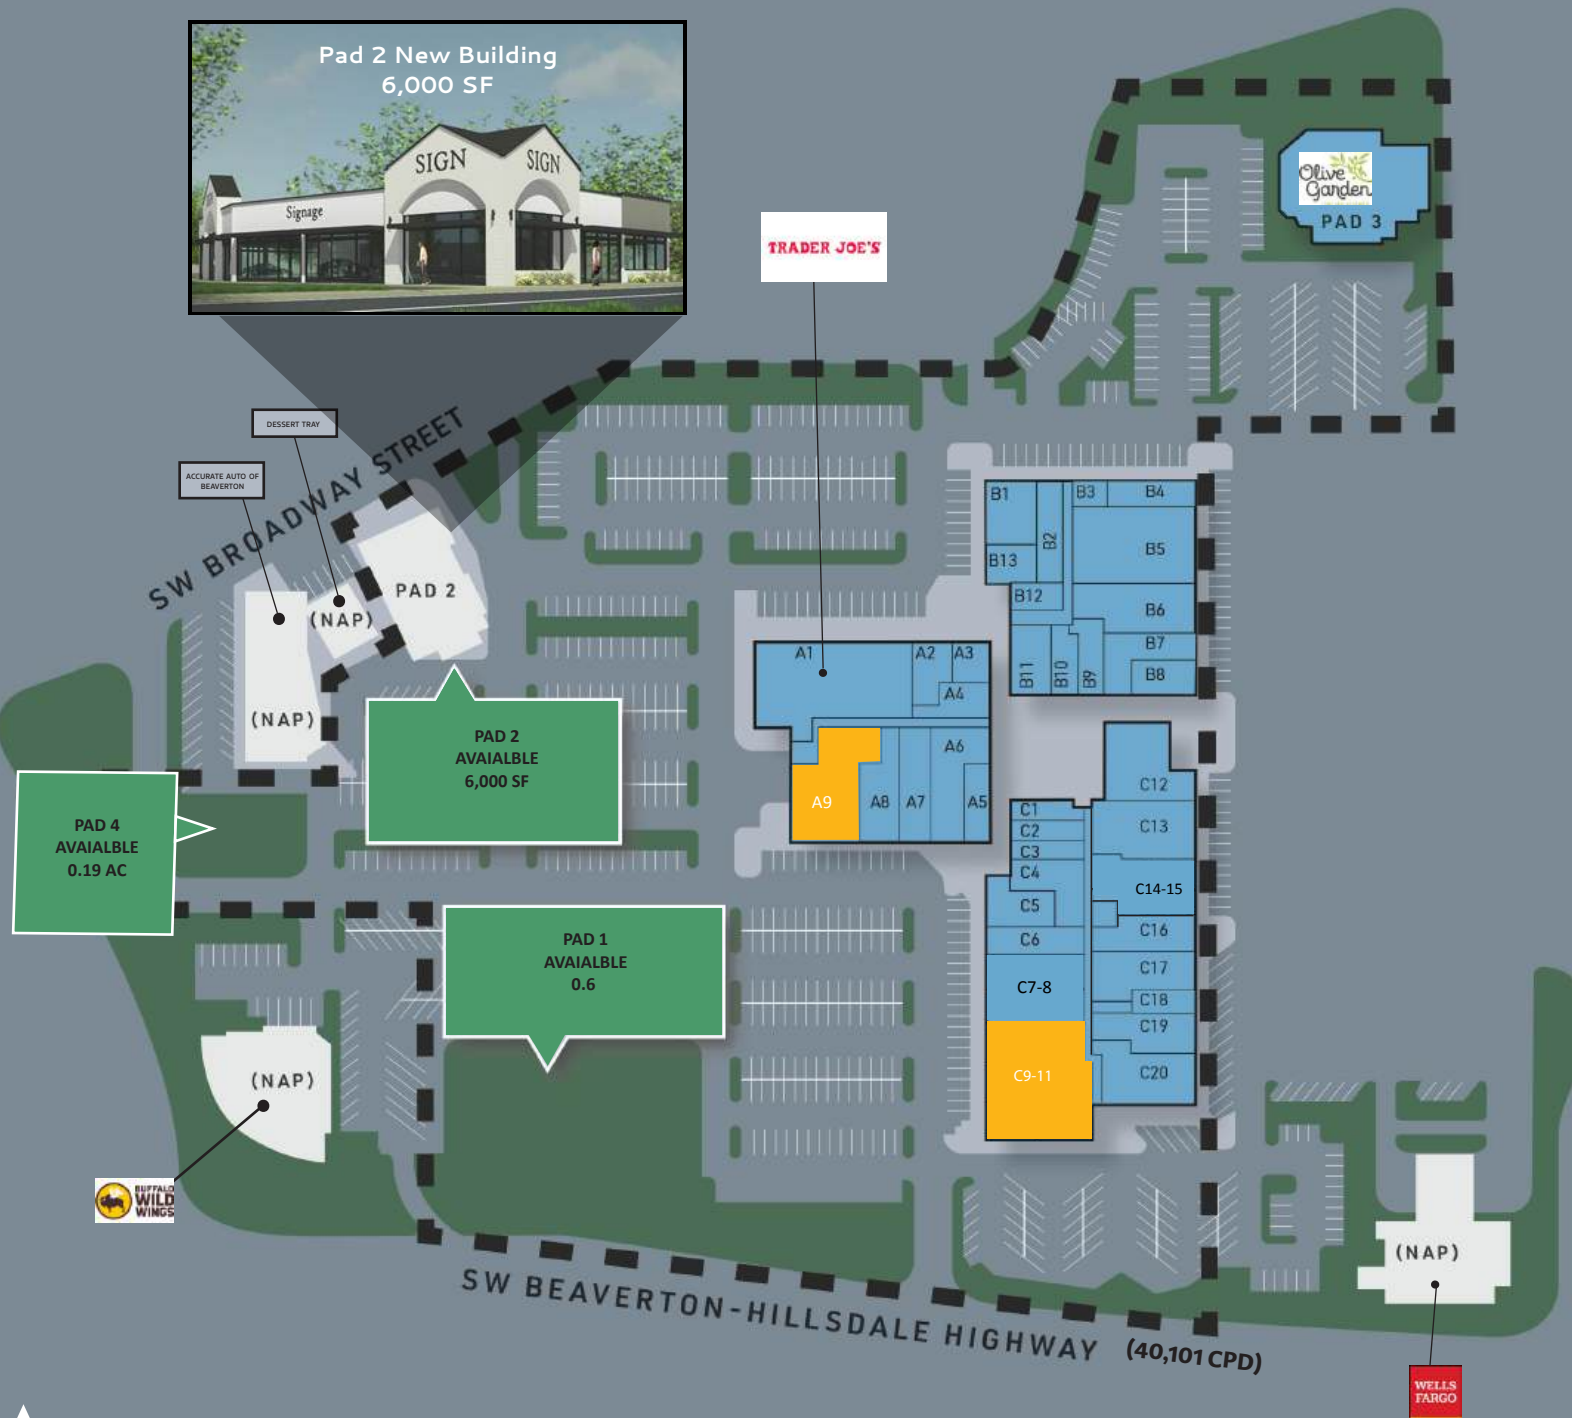 Pad 2 New Building
6,000 SF
SIGN
SIGN
Signage
Olive
Garden
PAD 3
TRADER JOE'S
DESSERT TRAY
ACCURATE AUTO OF
BEAVERTON
SW BROADWAY STREET
PAD 2
(NAP)
(NAP)
B1
B2
B3
B4
B5
B13
B12
B6
B7
B8
B11
B10
B9
A1
A2
A3
A4
A6
A9
A8
A7
A5
PAD 2
AVAIALBLE
6,000 SF
PAD 4
AVAIALBLE
0.19 AC
C12
C1
C2
C3
C4
C5
C6
C7-8
C9-11
C13
C14-15
C16
C17
C18
C19
C20
PAD 1
AVAIALBLE
0.6
(NAP)
BUFFALO
WILD
WINGS
(NAP)
SW BEAVERTON-HILLSDALE HIGHWAY (40,101 CPD)
WELLS
FARGO